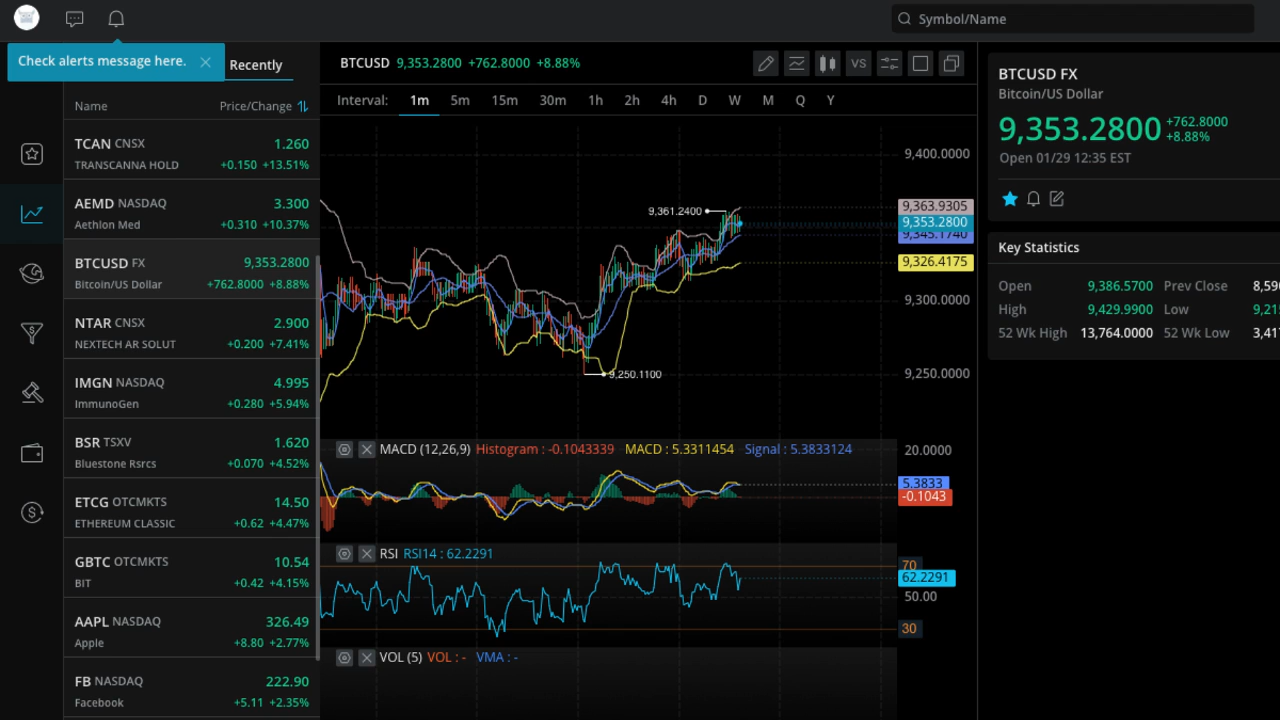 Symbol/Name
Check alerts message here.
Recently
Name Price/Change
TCAN CNSX 1.260
TRANSCANNA HOLD +0.150 +13.51%
AEMD NASDAQ 3.300
Aethlon Med +0.310 +10.37%
BTCUSD FX 9,353.2800
Bitcoin/US Dollar +762.8000 +8.88%
NTAR CNSX 2.900
NEXTECH AR SOLUT +0.200 +7.41%
IMGN NASDAQ 4.995
ImmunoGen +0.280 +5.94%
BSR TSXV 1.620
Bluestone Rsrcs +0.070 +4.52%
ETCG OTCMKTS 14.50
ETHEREUM CLASSIC +0.62 +4.47%
GBTC OTCMKTS 10.54
BIT +0.42 +4.15%
AAPL NASDAQ 326.49
Apple +8.80 +2.77%
FB NASDAQ 222.90
Facebook +5.11 +2.35%
BTCUSD 9,353.2800 +762.8000 +8.88%
VS
Interval: 1m 5m 15m 30m 1h 2h 4h D W M Q Y
9,400.0000
9,361.2400
9,363.9305
9,353.2800
9,345.1740
9,326.4175
9,300.0000
9,250.1100
9,250.0000
MACD (12,26,9) Histogram : -0.1043339 MACD : 5.3311454 Signal : 5.3833124
20.0000
5.3833
-0.1043
RSI RSI14 : 62.2291
70
62.2291
50.00
30
VOL (5) VOL : - VMA : -
BTCUSD FX
Bitcoin/US Dollar
9,353.2800 +762.8000
+8.88%
Open 01/29 12:35 EST
Key Statistics
Open 9,386.5700 Prev Close 8,59
High 9,429.9900 Low 9,21
52 Wk High 13,764.0000 52 Wk Low 3,41